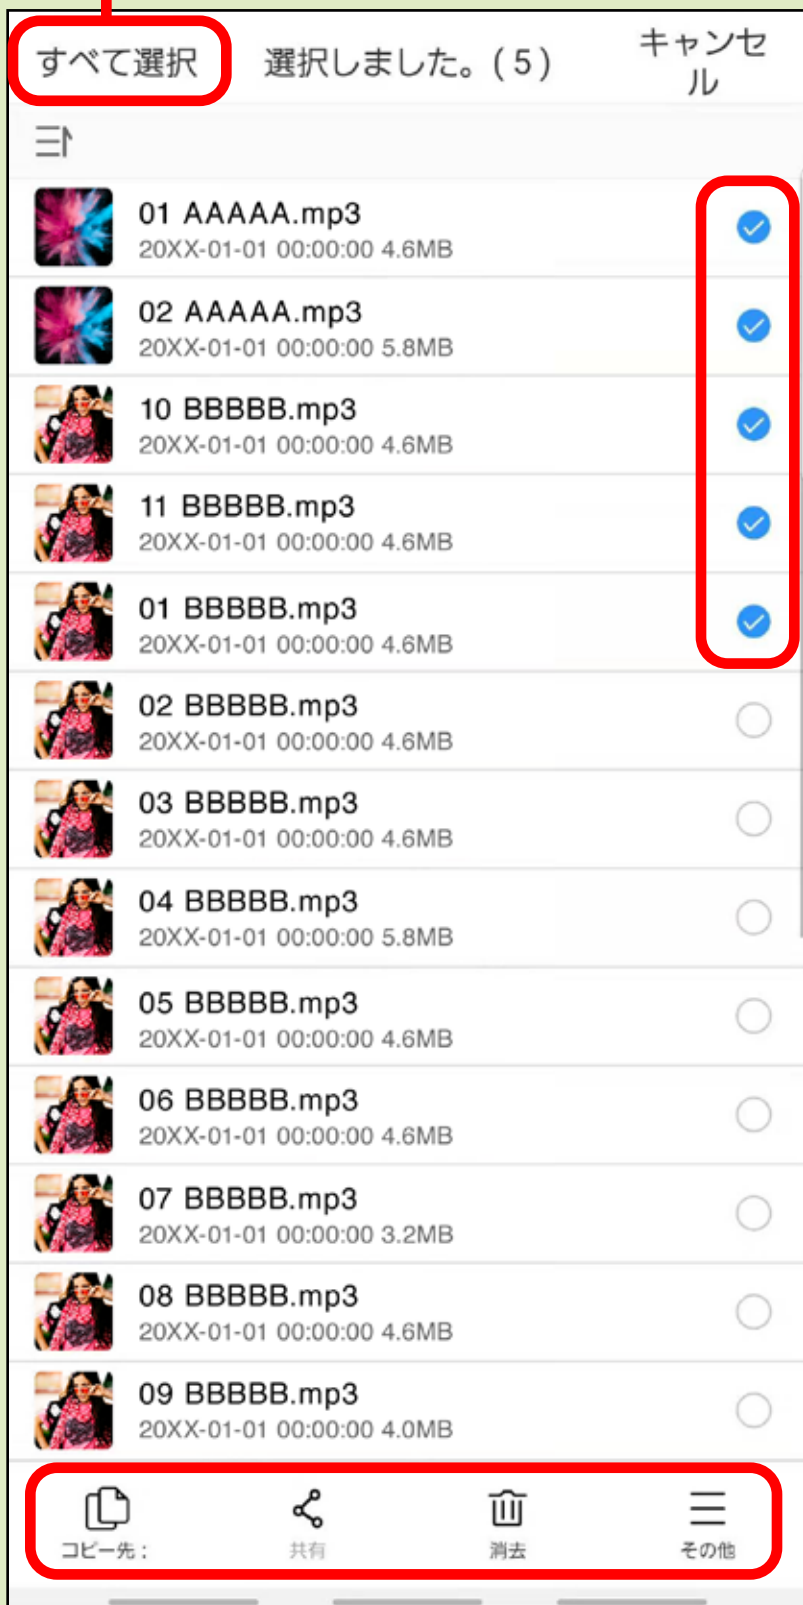 すべて選択 選択しました。(5) キャンセ
ル
01 AAAAA.mp3
20XX-01-01 00:00:00 4.6MB
02 AAAAA.mp3
20XX-01-01 00:00:00 5.8MB
10 BBBBB.mp3
20XX-01-01 00:00:00 4.6MB
11 BBBBB.mp3
20XX-01-01 00:00:00 4.6MB
01 BBBBB.mp3
20XX-01-01 00:00:00 4.6MB
02 BBBBB.mp3
20XX-01-01 00:00:00 4.6MB
03 BBBBB.mp3
20XX-01-01 00:00:00 4.6MB
04 BBBBB.mp3
20XX-01-01 00:00:00 5.8MB
05 BBBBB.mp3
20XX-01-01 00:00:00 4.6MB
06 BBBBB.mp3
20XX-01-01 00:00:00 4.6MB
07 BBBBB.mp3
20XX-01-01 00:00:00 3.2MB
08 BBBBB.mp3
20XX-01-01 00:00:00 4.6MB
09 BBBBB.mp3
20XX-01-01 00:00:00 4.0MB
コピー先： 共有 消去 その他